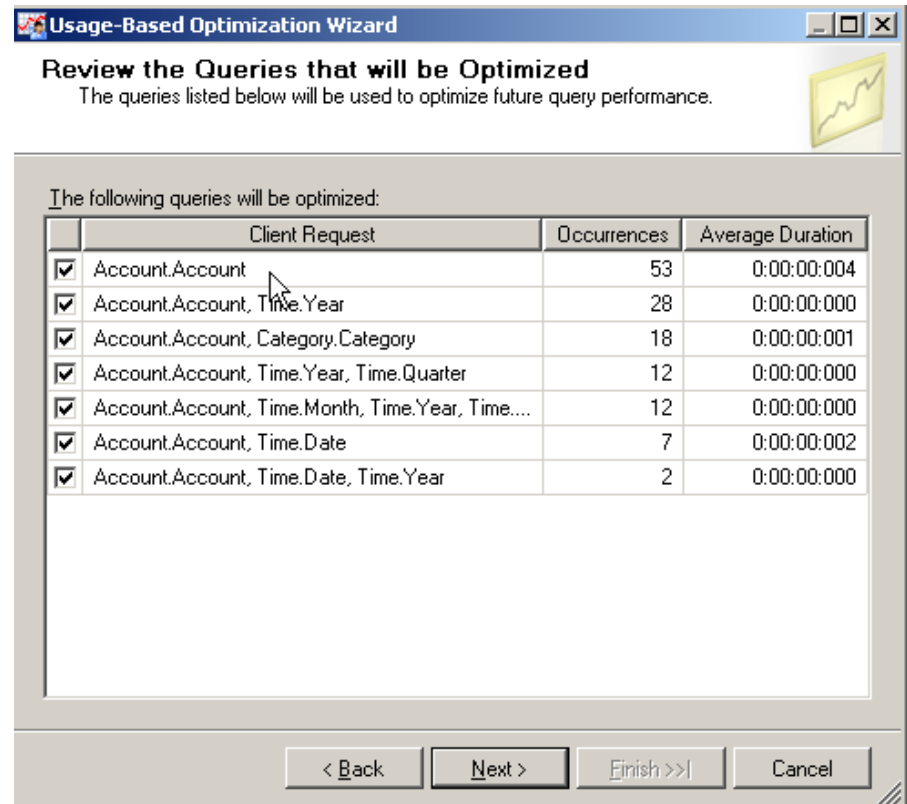 Usage-Based Optimization Wizard
Review the Queries that will be Optimized
The queries listed below will be used to optimize future query performance.
The following queries will be optimized:
Client Request Occurrences Average Duration
Account.Account 53 0:00:00:004
Account.Account, Time.Year 28 0:00:00:000
Account.Account, Category.Category 18 0:00:00:001
Account.Account, Time.Year, Time.Quarter 12 0:00:00:000
Account.Account, Time.Month, Time.Year, Time.... 12 0:00:00:000
Account.Account, Time.Date 7 0:00:00:002
Account.Account, Time.Date, Time.Year 2 0:00:00:000
< Back Next > Finish >>| Cancel